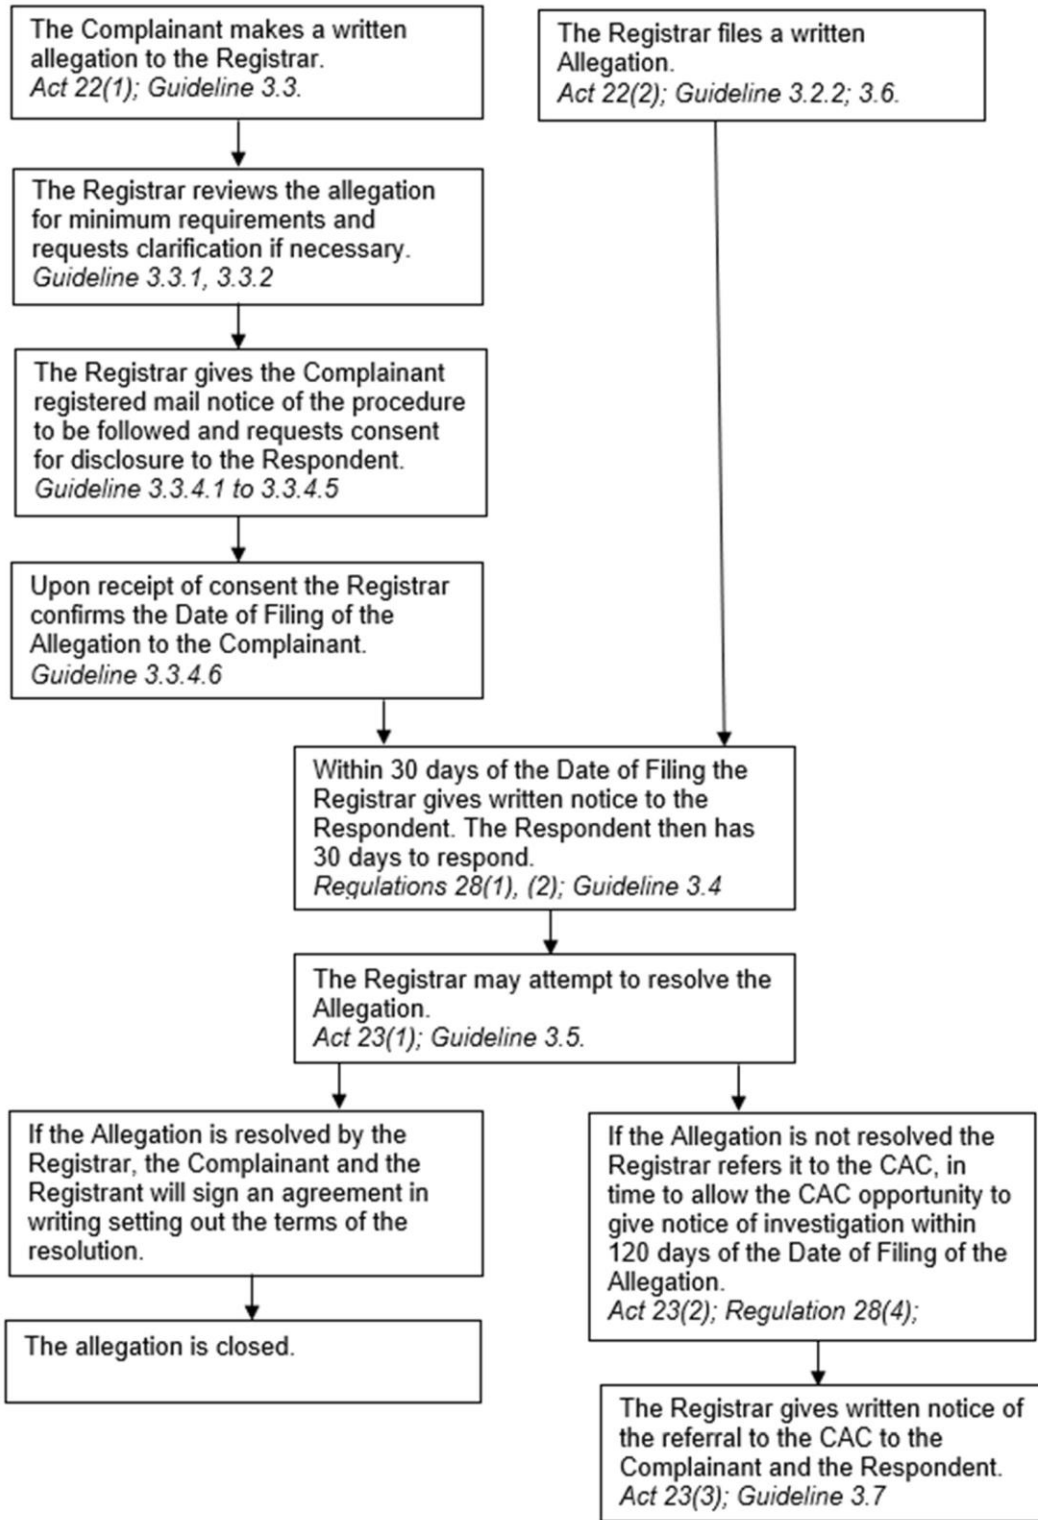 The Complainant makes a written
allegation to the Registrar.
Act 22(1); Guideline 3.3.
The Registrar files a written
Allegation.
Act 22(2); Guideline 3.2.2; 3.6.
The Registrar reviews the allegation
for minimum requirements and
requests clarification if necessary.
Guideline 3.3.1, 3.3.2
The Registrar gives the Complainant
registered mail notice of the procedure
to be followed and requests consent
for disclosure to the Respondent.
Guideline 3.3.4.1 to 3.3.4.5
Upon receipt of consent the Registrar
confirms the Date of Filing of the
Allegation to the Complainant.
Guideline 3.3.4.6
Within 30 days of the Date of Filing the
Registrar gives written notice to the
Respondent. The Respondent then has
30 days to respond.
Regulations 28(1), (2); Guideline 3.4
The Registrar may attempt to resolve the
Allegation.
Act 23(1); Guideline 3.5.
If the Allegation is resolved by the
Registrar, the Complainant and the
Registrant will sign an agreement in
writing setting out the terms of the
resolution.
The allegation is closed.
If the Allegation is not resolved the
Registrar refers it to the CAC, in
time to allow the CAC opportunity to
give notice of investigation within
120 days of the Date of Filing of the
Allegation.
Act 23(2); Regulation 28(4);
The Registrar gives written notice of
the referral to the CAC to the
Complainant and the Respondent.
Act 23(3); Guideline 3.7